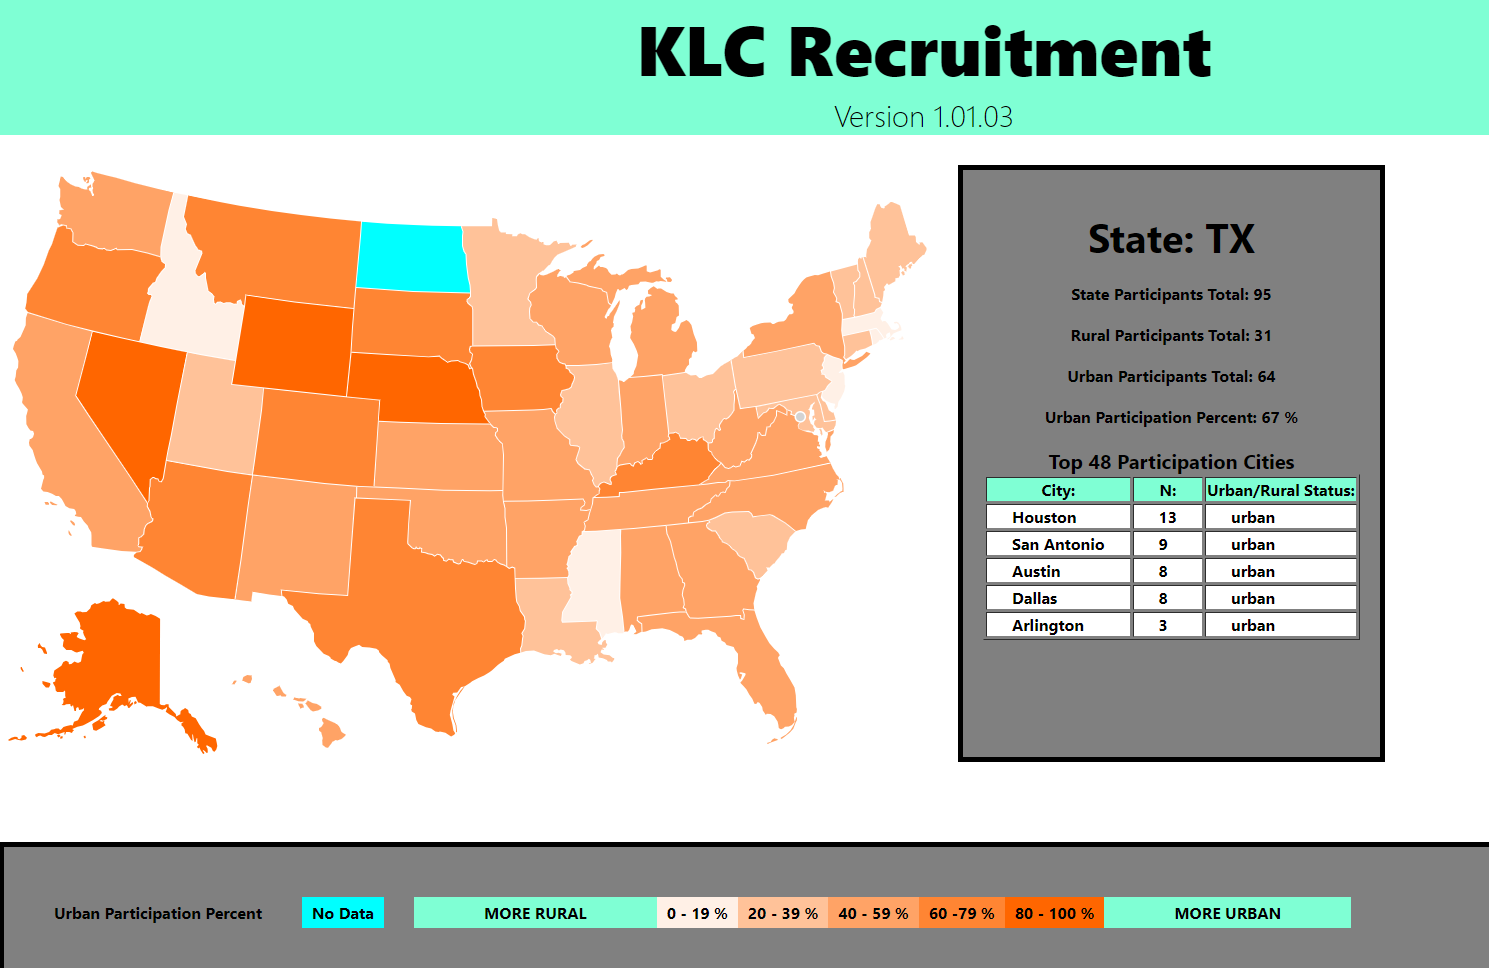 KLC Recruitment
Version 1.01.03
State: TX
State Participants Total: 95
Rural Participants Total: 31
Urban Participants Total: 64
Urban Participation Percent: 67 %
Top 48 Participation Cities
City: N: Urban/Rural Status:
Houston 13 urban
San Antonio 9 urban
Austin 8 urban
Dallas 8 urban
Arlington 3 urban
Urban Participation Percent No Data MORE RURAL 0 - 19 % 20 - 39 % 40 - 59 % 60 -79 % 80 - 100 % MORE URBAN